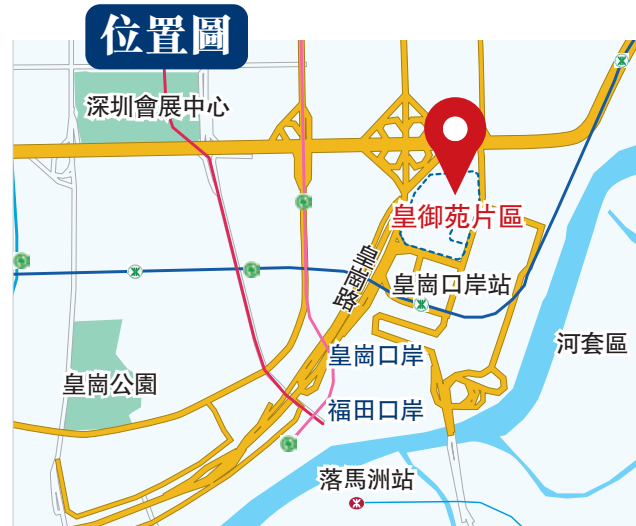 位置圖
深圳會展中心
皇御苑片區
皇崗路
皇崗口岸站
河套區
皇崗口岸
皇崗公園
福田口岸
落馬洲站